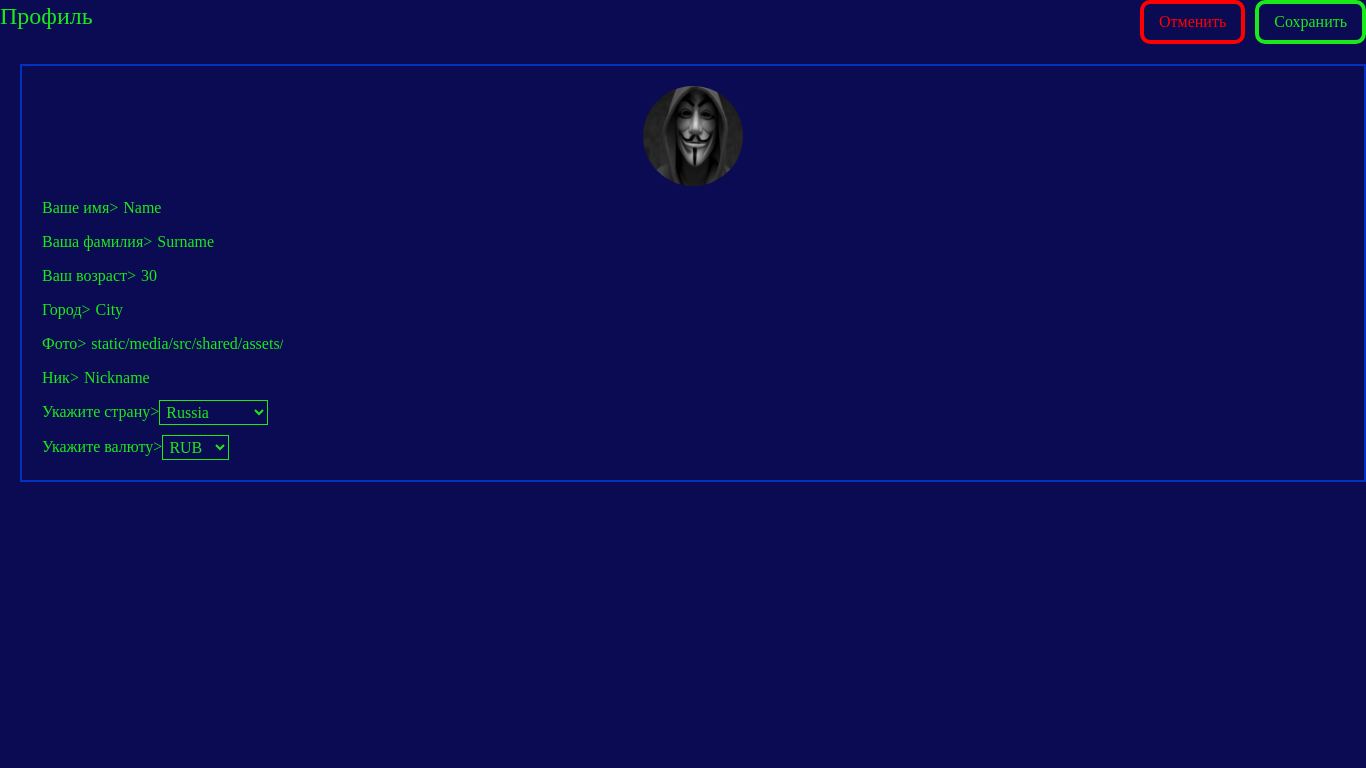 Профиль
Отменить
Сохранить
Ваше имя> Name
Ваша фамилия> Surname
Ваш возраст> 30
Город> City
Фото> static/media/src/shared/assets/
Ник> Nickname
Укажите страну> Russia
Укажите валюту> RUB